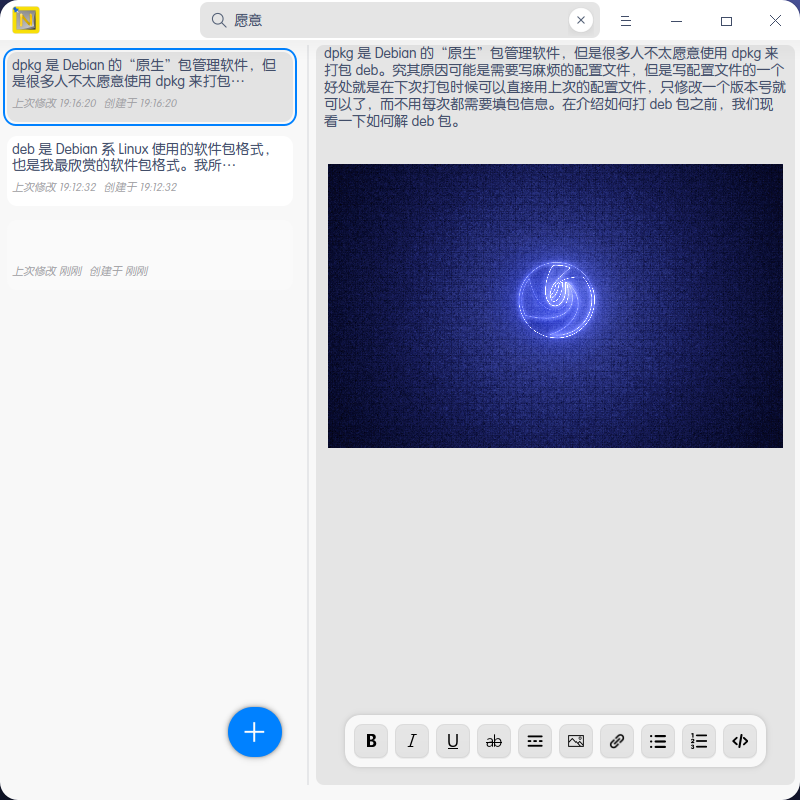 愿意
dpkg 是 Debian 的“原生”包管理软件，但
是很多人不太愿意使用 dpkg 来打包…
上次修改 19:16:20 创建于 19:16:20
deb 是 Debian 系 Linux 使用的软件包格式，
也是我最欣赏的软件包格式。我所…
上次修改 19:12:32 创建于 19:12:32
上次修改 刚刚 创建于 刚刚
dpkg 是 Debian 的“原生”包管理软件，但是很多人不太愿意使用 dpkg 来
打包 deb。究其原因可能是需要写麻烦的配置文件，但是写配置文件的一个
好处就是在下次打包时候可以直接用上次的配置文件，只修改一个版本号就
可以了，而不用每次都需要填包信息。在介绍如何打 deb 包之前，我们现
看一下如何解 deb 包。
B I U ab